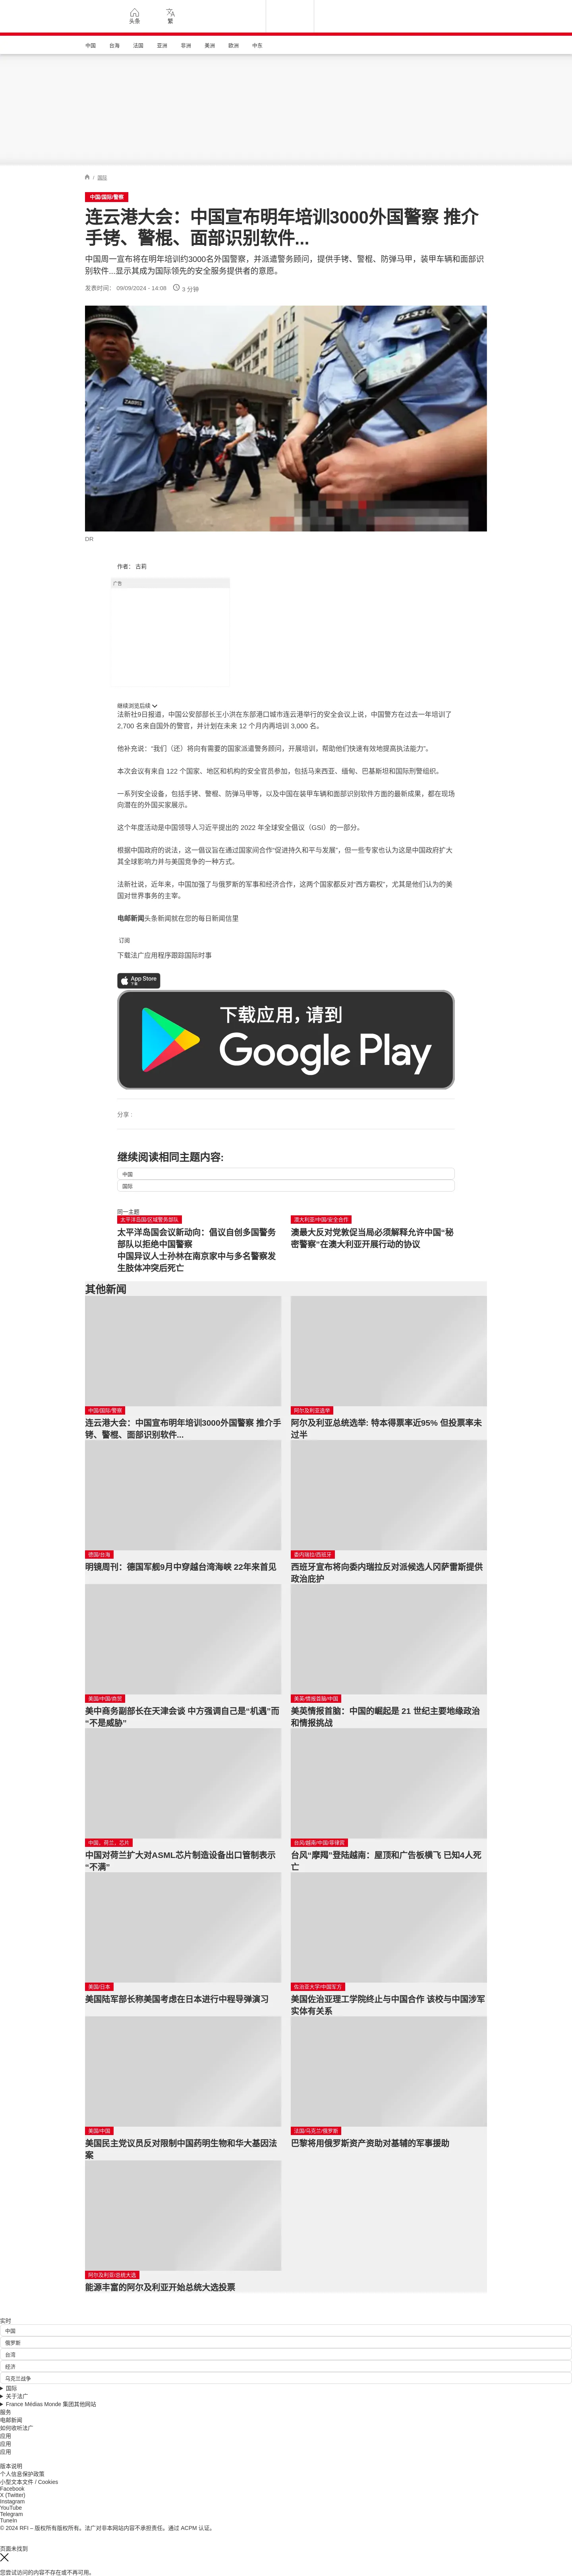 头条
繁
中国
台海
法国
亚洲
非洲
美洲
欧洲
中东
/ 国际
中国/国际/警察
连云港大会：中国宣布明年培训3000外国警察 推介
手铐、警棍、面部识别软件...
中国周一宣布将在明年培训约3000名外国警察，并派遣警务顾问，提供手铐、警棍、防弹马甲，装甲车辆和面部识
别软件...显示其成为国际领先的安全服务提供者的意愿。
发表时间： 09/09/2024 - 14:08
3 分钟
DR
作者： 古莉
广告
继续浏览后续
法新社9日报道，中国公安部部长王小洪在东部港口城市连云港举行的安全会议上说，中国警方在过去一年培训了
2,700 名来自国外的警官，并计划在未来 12 个月内再培训 3,000 名。
他补充说：“我们（还）将向有需要的国家派遣警务顾问，开展培训，帮助他们快速有效地提高执法能力”。
本次会议有来自 122 个国家、地区和机构的安全官员参加，包括马来西亚、缅甸、巴基斯坦和国际刑警组织。
一系列安全设备，包括手铐、警棍、防弹马甲等，以及中国在装甲车辆和面部识别软件方面的最新成果，都在现场
向潜在的外国买家展示。
这个年度活动是中国领导人习近平提出的 2022 年全球安全倡议（GSI）的一部分。
根据中国政府的说法，这一倡议旨在通过国家间合作“促进持久和平与发展”，但一些专家也认为这是中国政府扩大
其全球影响力并与美国竞争的一种方式。
法新社说，近年来，中国加强了与俄罗斯的军事和经济合作，这两个国家都反对“西方霸权”，尤其是他们认为的美
国对世界事务的主宰。
电邮新闻头条新闻就在您的每日新闻信里
订阅
下载法广应用程序跟踪国际时事
App Store
下载
下载应用，请到
Google Play
分享 :
继续阅读相同主题内容:
中国
国际
同一主题
太平洋岛国/区域警务部队
太平洋岛国会议新动向：倡议自创多国警务
部队以拒绝中国警察
中国异议人士孙林在南京家中与多名警察发
生肢体冲突后死亡
澳大利亚/中国/安全合作
澳最大反对党敦促当局必须解释允许中国“秘
密警察”在澳大利亚开展行动的协议
其他新闻
中国/国际/警察
连云港大会：中国宣布明年培训3000外国警察 推介手
铐、警棍、面部识别软件...
阿尔及利亚选举
阿尔及利亚总统选举: 特本得票率近95% 但投票率未
过半
德国/台海
明镜周刊：德国军舰9月中穿越台湾海峡 22年来首见
委内瑞拉/西班牙
西班牙宣布将向委内瑞拉反对派候选人冈萨雷斯提供
政治庇护
美国/中国/商贸
美中商务副部长在天津会谈 中方强调自己是“机遇”而
“不是威胁”
美英/情报首脑/中国
美英情报首脑：中国的崛起是 21 世纪主要地缘政治
和情报挑战
中国，荷兰，芯片
中国对荷兰扩大对ASML芯片制造设备出口管制表示
“不满”
台风/越南/中国/菲律宾
台风“摩羯”登陆越南：屋顶和广告板横飞 已知4人死
亡
美国/日本
美国陆军部长称美国考虑在日本进行中程导弹演习
佐治亚大学/中国军方
美国佐治亚理工学院终止与中国合作 该校与中国涉军
实体有关系
美国/中国
美国民主党议员反对限制中国药明生物和华大基因法
案
法国/乌克兰/俄罗斯
巴黎将用俄罗斯资产资助对基辅的军事援助
阿尔及利亚/总统大选
能源丰富的阿尔及利亚开始总统大选投票
实时
中国
俄罗斯
台湾
经济
乌克兰战争
国际
关于法广
France Médias Monde 集团其他网站
服务
电邮新闻
如何收听法广
应用
应用
应用
版本说明
个人信息保护政策
小型文本文件 / Cookies
Facebook
X (Twitter)
Instagram
YouTube
Telegram
TuneIn
© 2024 RFI – 版权所有版权所有。法广对非本网站内容不承担责任。通过 ACPM 认证。
页面未找到
您尝试访问的内容不存在或不再可用。